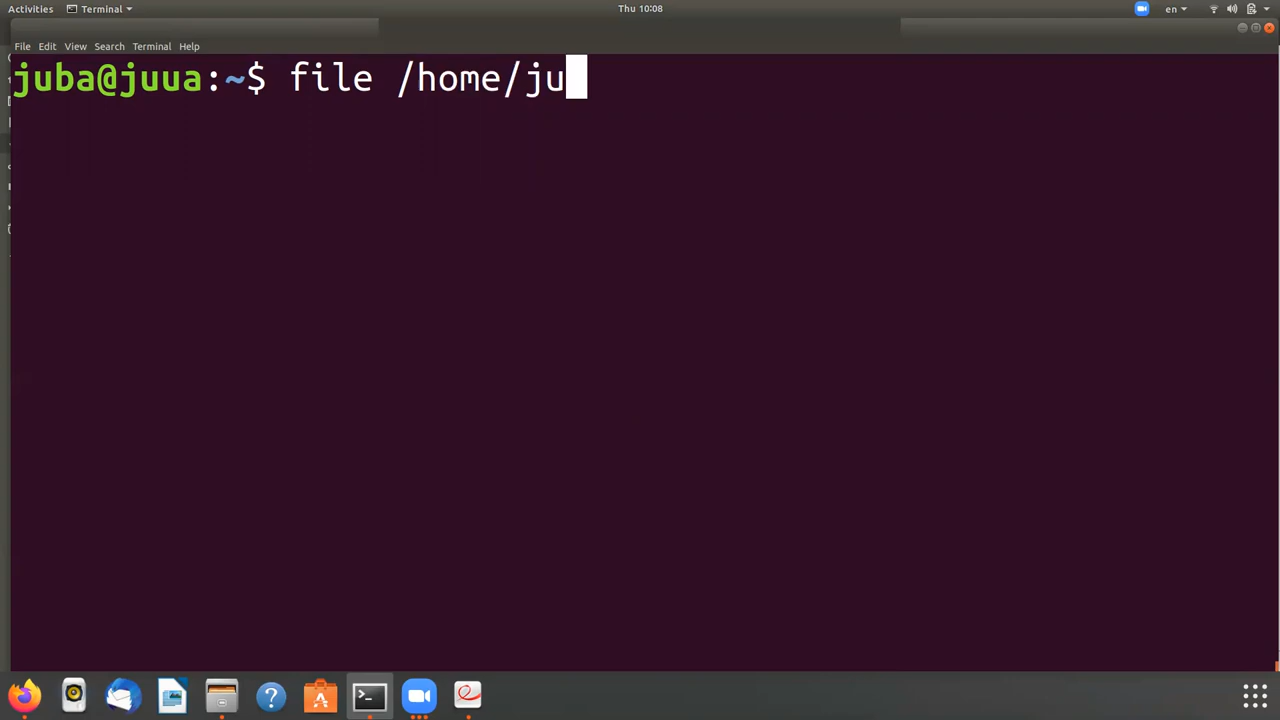 Activities Terminal Thu 10:08 en
File Edit View Search Terminal Help
juba@juua:~$ file /home/ju